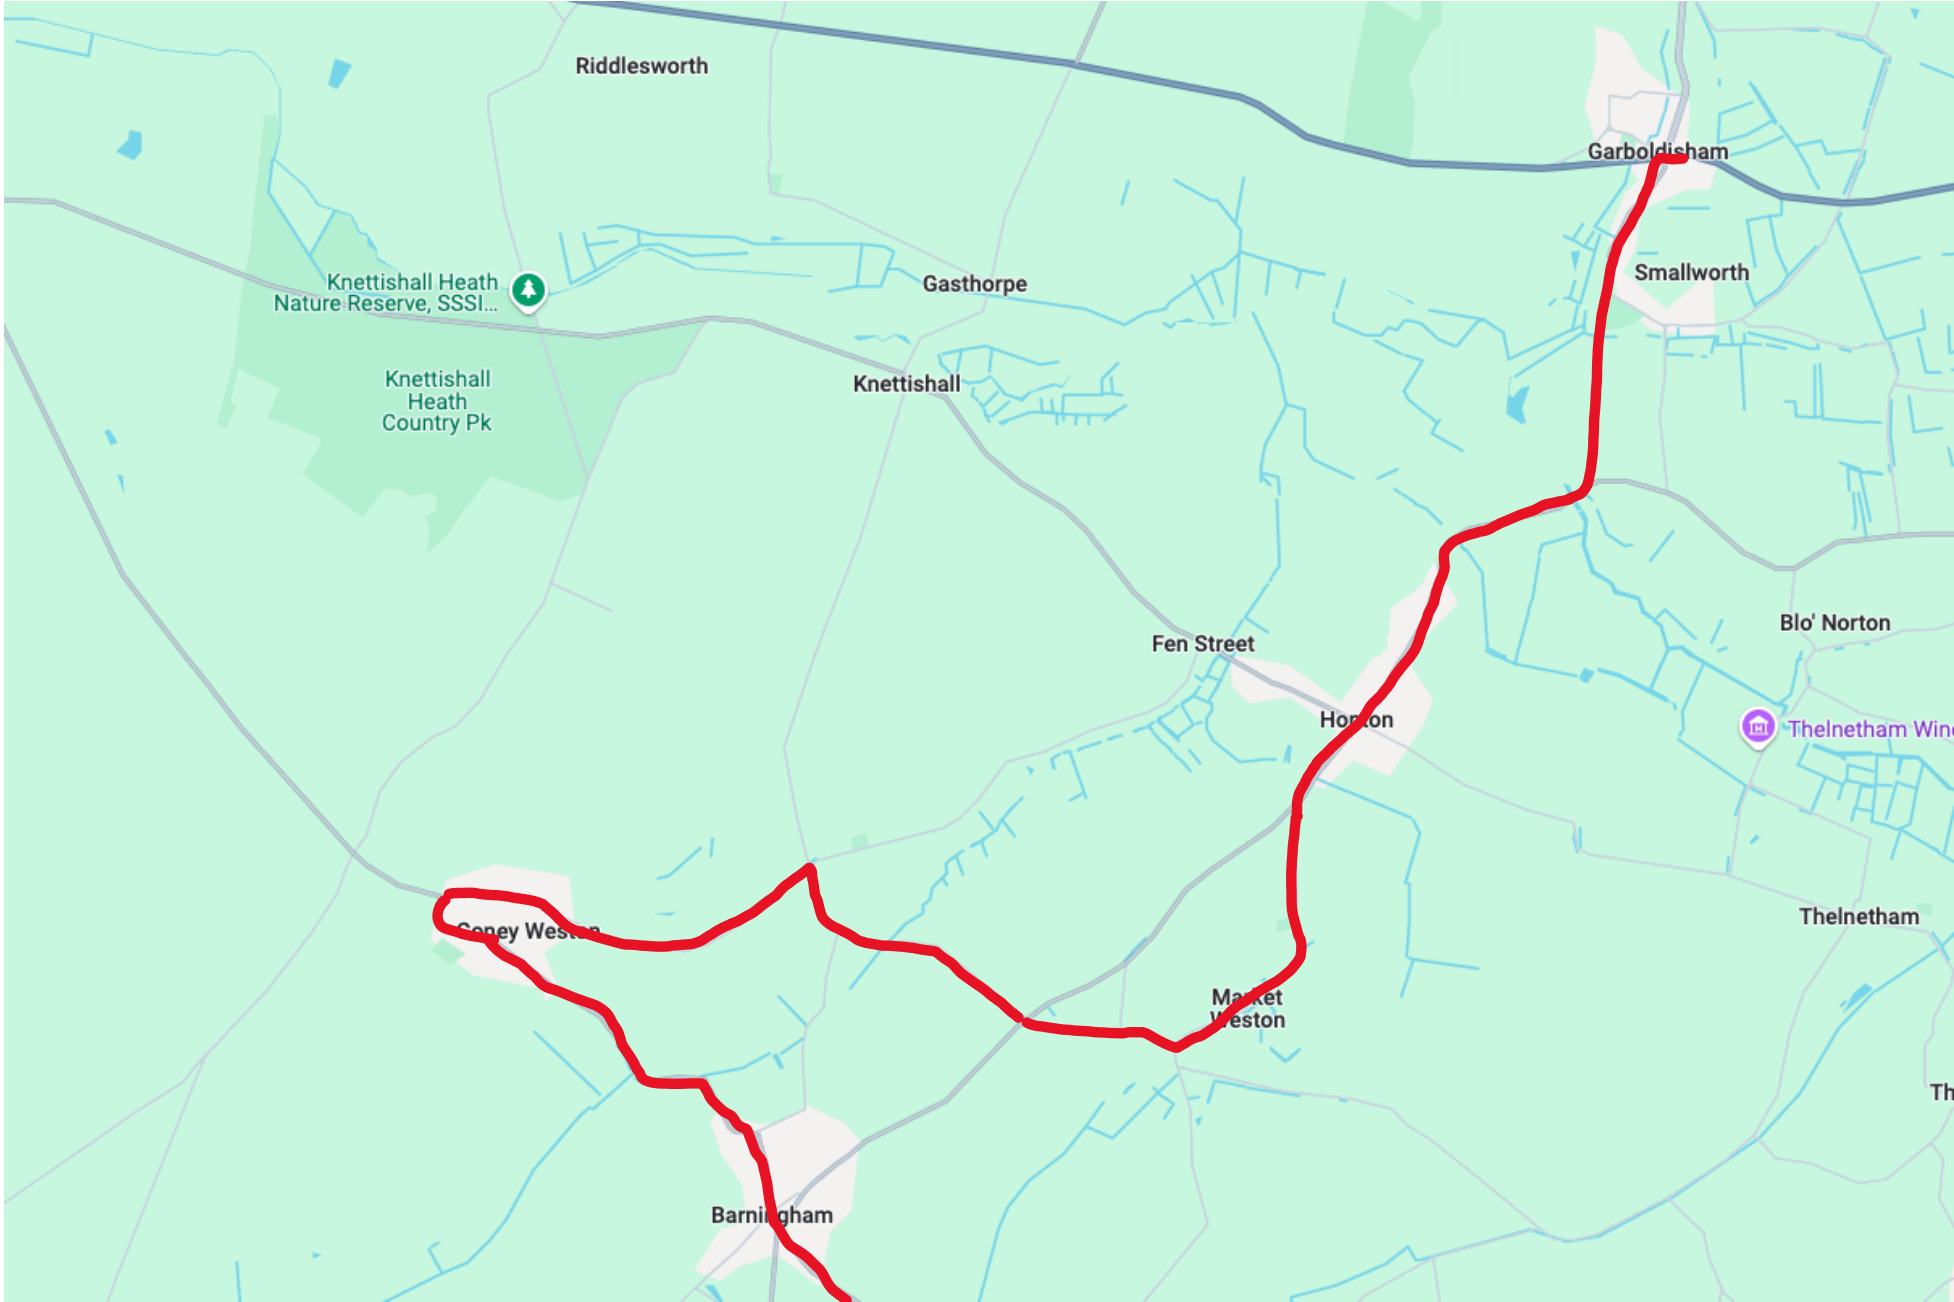 Riddlesworth
Garboldisham
Knettishall Heath
Nature Reserve, SSSI...
Gasthorpe
Smallworth
Knettishall
Heath
Country Pk
Knettishall
Fen Street
Blo' Norton
Honton
Thelnetham Win
Coney Weston
Thelnetham
Market
Weston
Th
Barningham